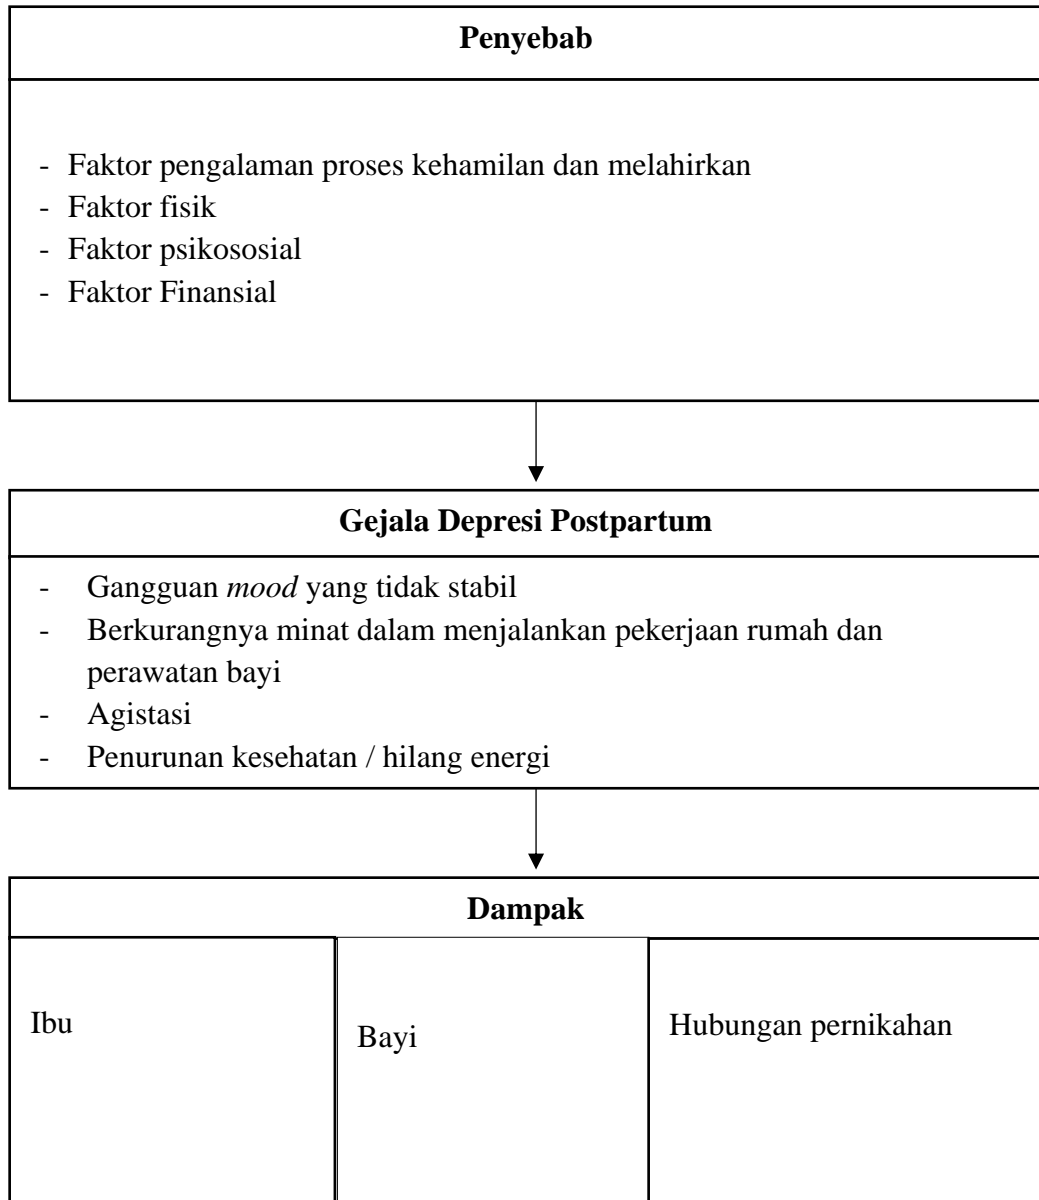 Penyebab
- Faktor pengalaman proses kehamilan dan melahirkan
- Faktor fisik
- Faktor psikososial
- Faktor Finansial
Gejala Depresi Postpartum
- Gangguan mood yang tidak stabil
- Berkurangnya minat dalam menjalankan pekerjaan rumah dan
perawatan bayi
- Agistasi
- Penurunan kesehatan / hilang energi
Dampak
Ibu
Bayi
Hubungan pernikahan